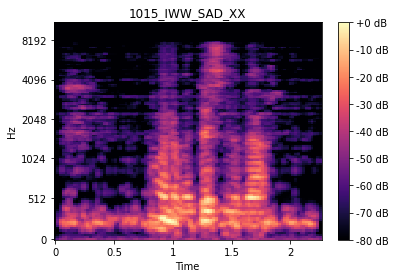 1015_IWW_SAD_XX
+0 dB
8192
-10 dB
4096
-20 dB
-30 dB
2048
Hz
-40 dB
1024
-50 dB
512
-60 dB
-70 dB
0
-80 dB
0
0.5
1
1.5
2
Time